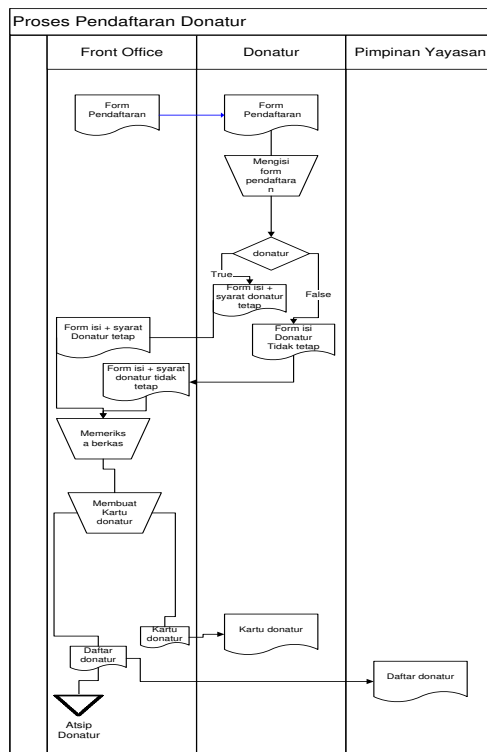 Proses Pendaftaran Donatur
Front Office
Donatur
Pimpinan Yayasan
Form
Pendaftaran
Form
Pendaftaran
Mengisi
form
pendaftara
n
donatur
True
False
Form isi +
syarat donatur
tetap
Form isi + syarat
Donatur tetap
Form isi
Donatur
Tidak tetap
Form isi + syarat
donatur tidak
tetap
Memeriks
a berkas
Membuat
Kartu
donatur
Kartu
donatur
Kartu donatur
Daftar
donatur
Daftar donatur
Atsip
Donatur